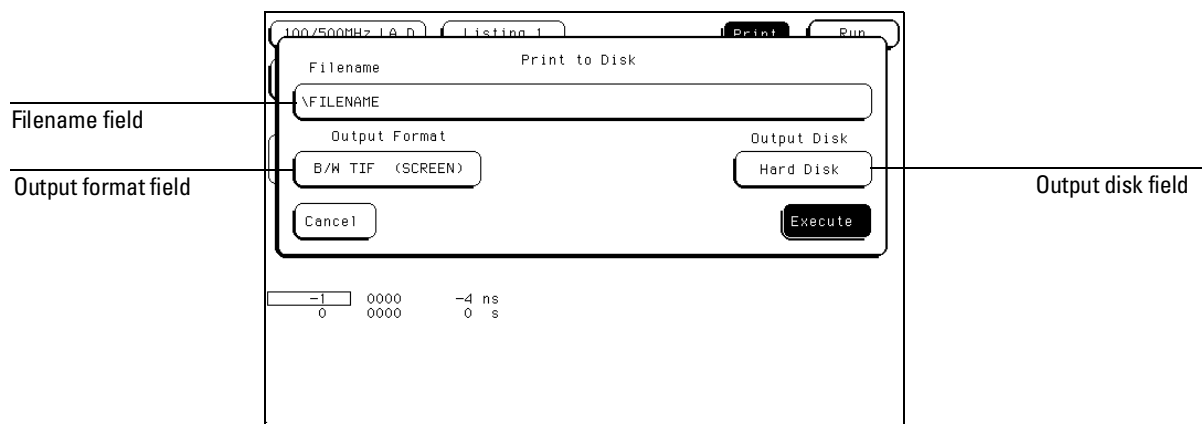 100/500MHz LA D Listing 1 Print Run
Print to Disk
Filename
\FILENAME
Filename field
Output Format Output Disk
B/W TIF (SCREEN) Hard Disk
Output format field Output disk field
Cancel Execute
-1 0000 -4 ns
0 0000 0 s